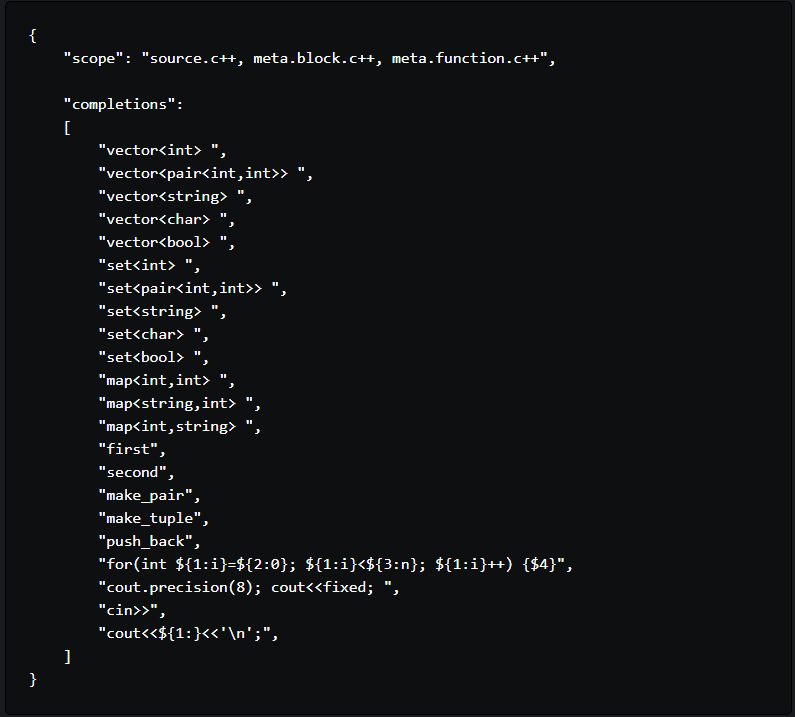 {
    "scope": "source.c++, meta.block.c++, meta.function.c++",

    "completions":
    [
        "vector<int> ",
        "vector<pair<int,int>> ",
        "vector<string> ",
        "vector<char> ",
        "vector<bool> ",
        "set<int> ",
        "set<pair<int,int>> ",
        "set<string> ",
        "set<char> ",
        "set<bool> ",
        "map<int,int> ",
        "map<string,int> ",
        "map<int,string> ",
        "first",
        "second",
        "make_pair",
        "make_tuple",
        "push_back",
        "for(int ${1:i}=${2:0}; ${1:i}<${3:n}; ${1:i}++) {$4}",
        "cout.precision(8); cout<<fixed; ",
        "cin>>",
        "cout<<${1:}<<'\n';",
    ]
}